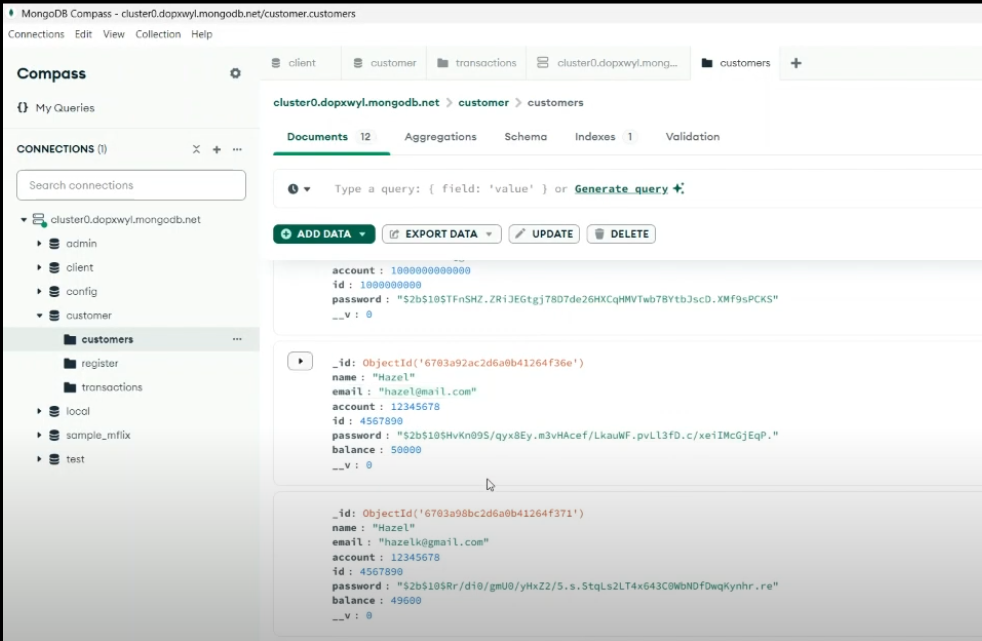 MongoDB Compass - cluster0.dopxwyl.mongodb.net/customer.customers
Connections Edit View Collection Help
Compass
{} My Queries
CONNECTIONS (1)
Search connections
cluster0.dopxwyl.mongodb.net
admin
client
config
customer
customers
register
transactions
local
sample_mflix
test
client customer transactions cluster0.dopxwyl.mong... customers
cluster0.dopxwyl.mongodb.net > customer > customers
Documents 12 Aggregations Schema Indexes 1 Validation
Type a query: { field: 'value' } or Generate query
ADD DATA EXPORT DATA UPDATE DELETE
account : 1000000000000
id : 1000000000
password : "$2b$10$TFnSHZ.ZRiJEGtgj78D7de26HXCqHMVTwb7BYtbJscD.XMf9sPCKS"
__v : 0
_id: ObjectId('6703a92ac2d6a0b41264f36e')
name : "Hazel"
email : "hazel@mail.com"
account : 12345678
id : 4567890
password : "$2b$10$HvKn09S/qyx8Ey.m3vHAcef/LkauWF.pvLl3fD.c/xeiIMcGjEqP."
balance : 50000
__v : 0
_id: ObjectId('6703a98bc2d6a0b41264f371')
name : "Hazel"
email : "hazelk@gmail.com"
account : 12345678
id : 4567890
password : "$2b$10$Rr/di0/gmU0/yHxZ2/5.s.StqLs2LT4x643C0WbNDfDwqKynhr.re"
balance : 49600
__v : 0